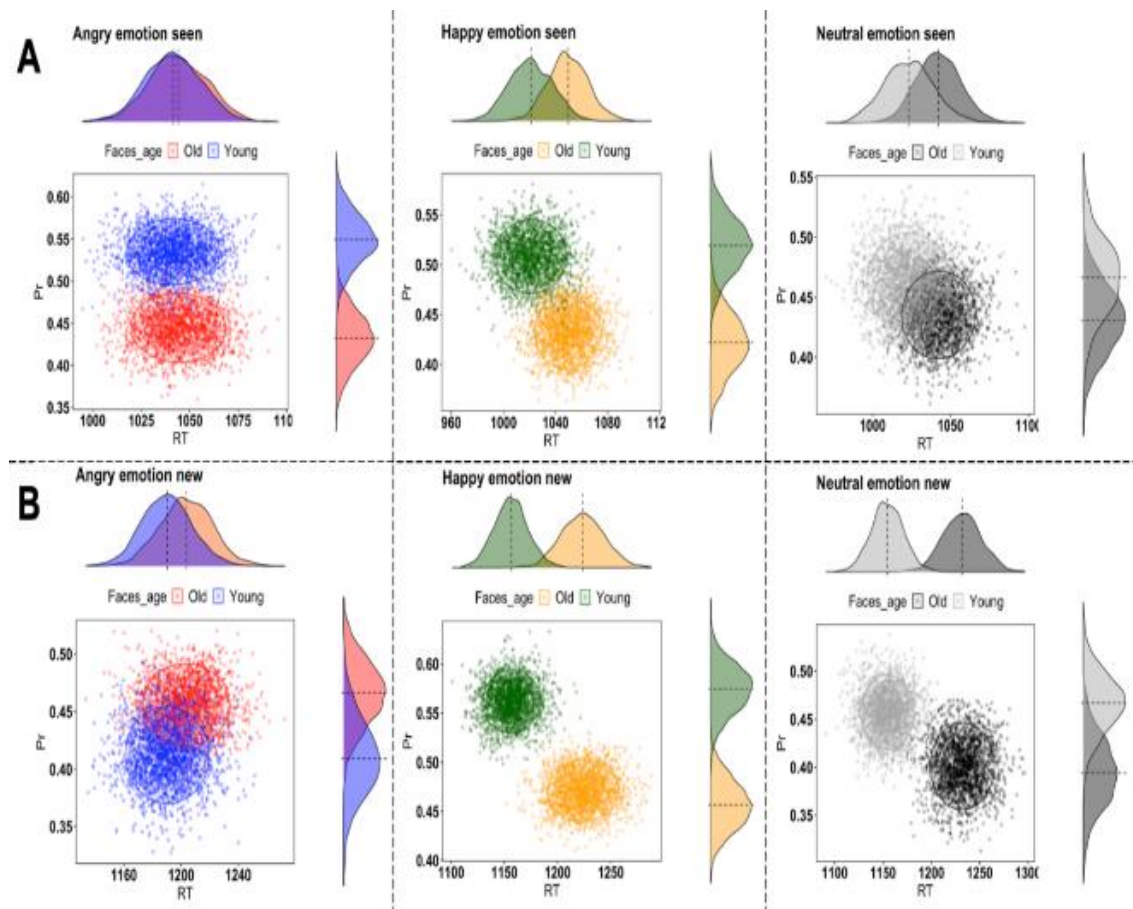 A
Angry emotion seen
Happy emotion seen
Neutral emotion seen
Faces_age Old Young
Faces_age Old Young
Faces_age Old Young
0.60
0.55
0.50
0.45
0.40
0.35
Pr
1000 1025 1050 1075 110
RT
0.55
0.50
0.45
0.40
Pr
960 1000 1040 1080 112
RT
0.55
0.50
0.45
0.40
Pr
1000 1050 110
RT
B
Angry emotion new
Happy emotion new
Neutral emotion new
Faces_age Old Young
Faces_age Old Young
Faces_age Old Young
0.50
0.45
0.40
0.35
Pr
1160 1200 1240
RT
0.60
0.55
0.50
0.45
0.40
Pr
1100 1150 1200 1250
RT
0.50
0.45
0.40
0.35
Pr
1100 1150 1200 1250 130
RT